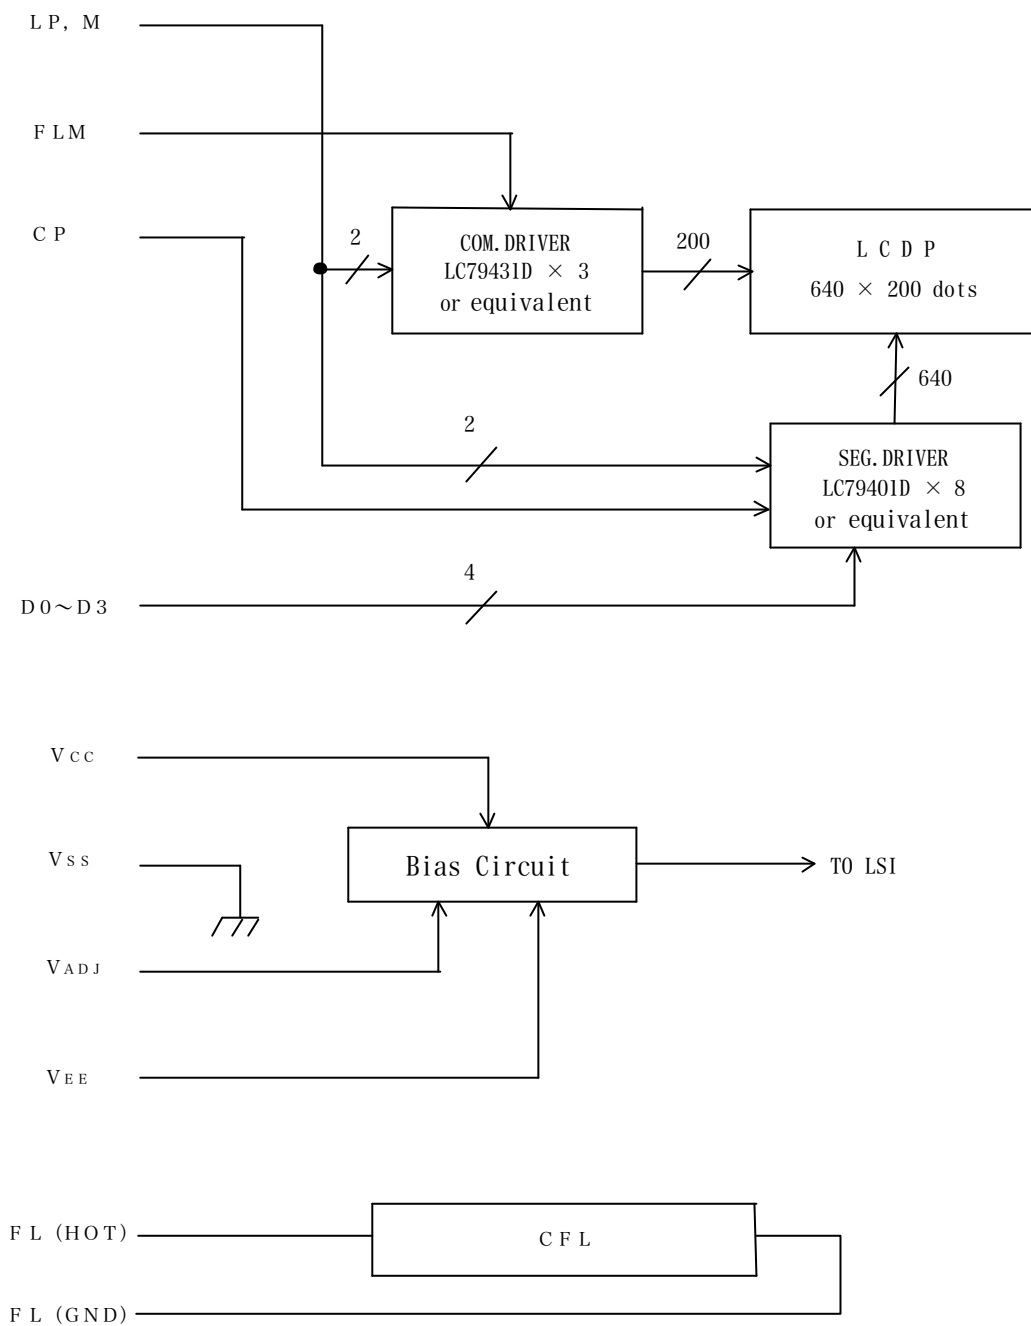 LP, M
FLM
CP
2
COM.DRIVER
LC79431D × 3
or equivalent
200
LCDP
640 × 200 dots
640
2
SEG.DRIVER
LC79401D × 8
or equivalent
4
D0～D3
VCC
VSS
Bias Circuit
TO LSI
VADJ
VEE
FL (HOT)
CFL
FL (GND)